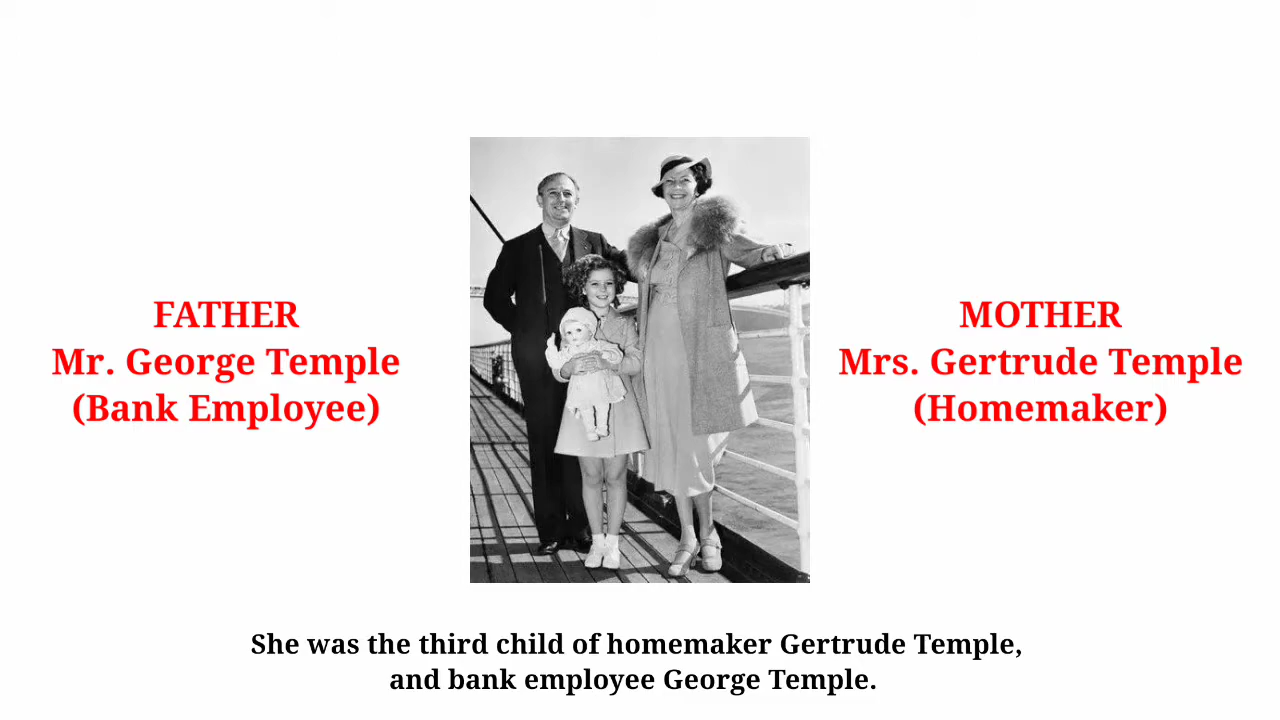 FATHER
Mr. George Temple
(Bank Employee)
MOTHER
Mrs. Gertrude Temple
(Homemaker)
She was the third child of homemaker Gertrude Temple,
and bank employee George Temple.